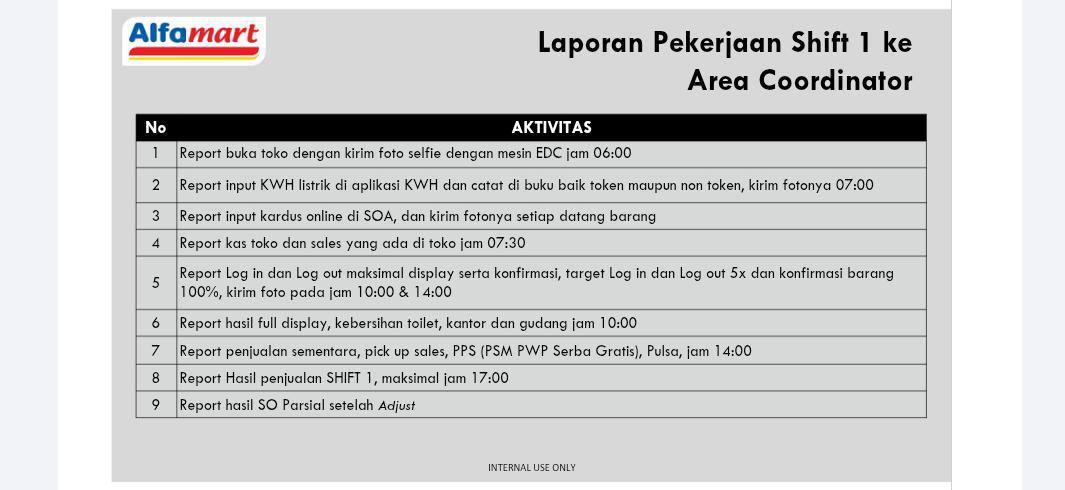 Alfamart
Laporan Pekerjaan Shift 1 ke
Area Coordinator
No AKTIVITAS
1 Report buka toko dengan kirim foto selfie dengan mesin EDC jam 06:00
2 Report input KWH listrik di aplikasi KWH dan catat di buku baik token maupun non token, kirim fotonya 07:00
3 Report input kardus online di SOA, dan kirim fotonya setiap datang barang
4 Report kas toko dan sales yang ada di toko jam 07:30
5 Report Log in dan Log out maksimal display serta konfirmasi, target Log in dan Log out 5x dan konfirmasi barang
100%, kirim foto pada jam 10:00 & 14:00
6 Report hasil full display, kebersihan toilet, kantor dan gudang jam 10:00
7 Report penjualan sementara, pick up sales, PPS (PSM PWP Serba Gratis), Pulsa, jam 14:00
8 Report Hasil penjualan SHIFT 1, maksimal jam 17:00
9 Report hasil SO Parsial setelah Adjust
INTERNAL USE ONLY